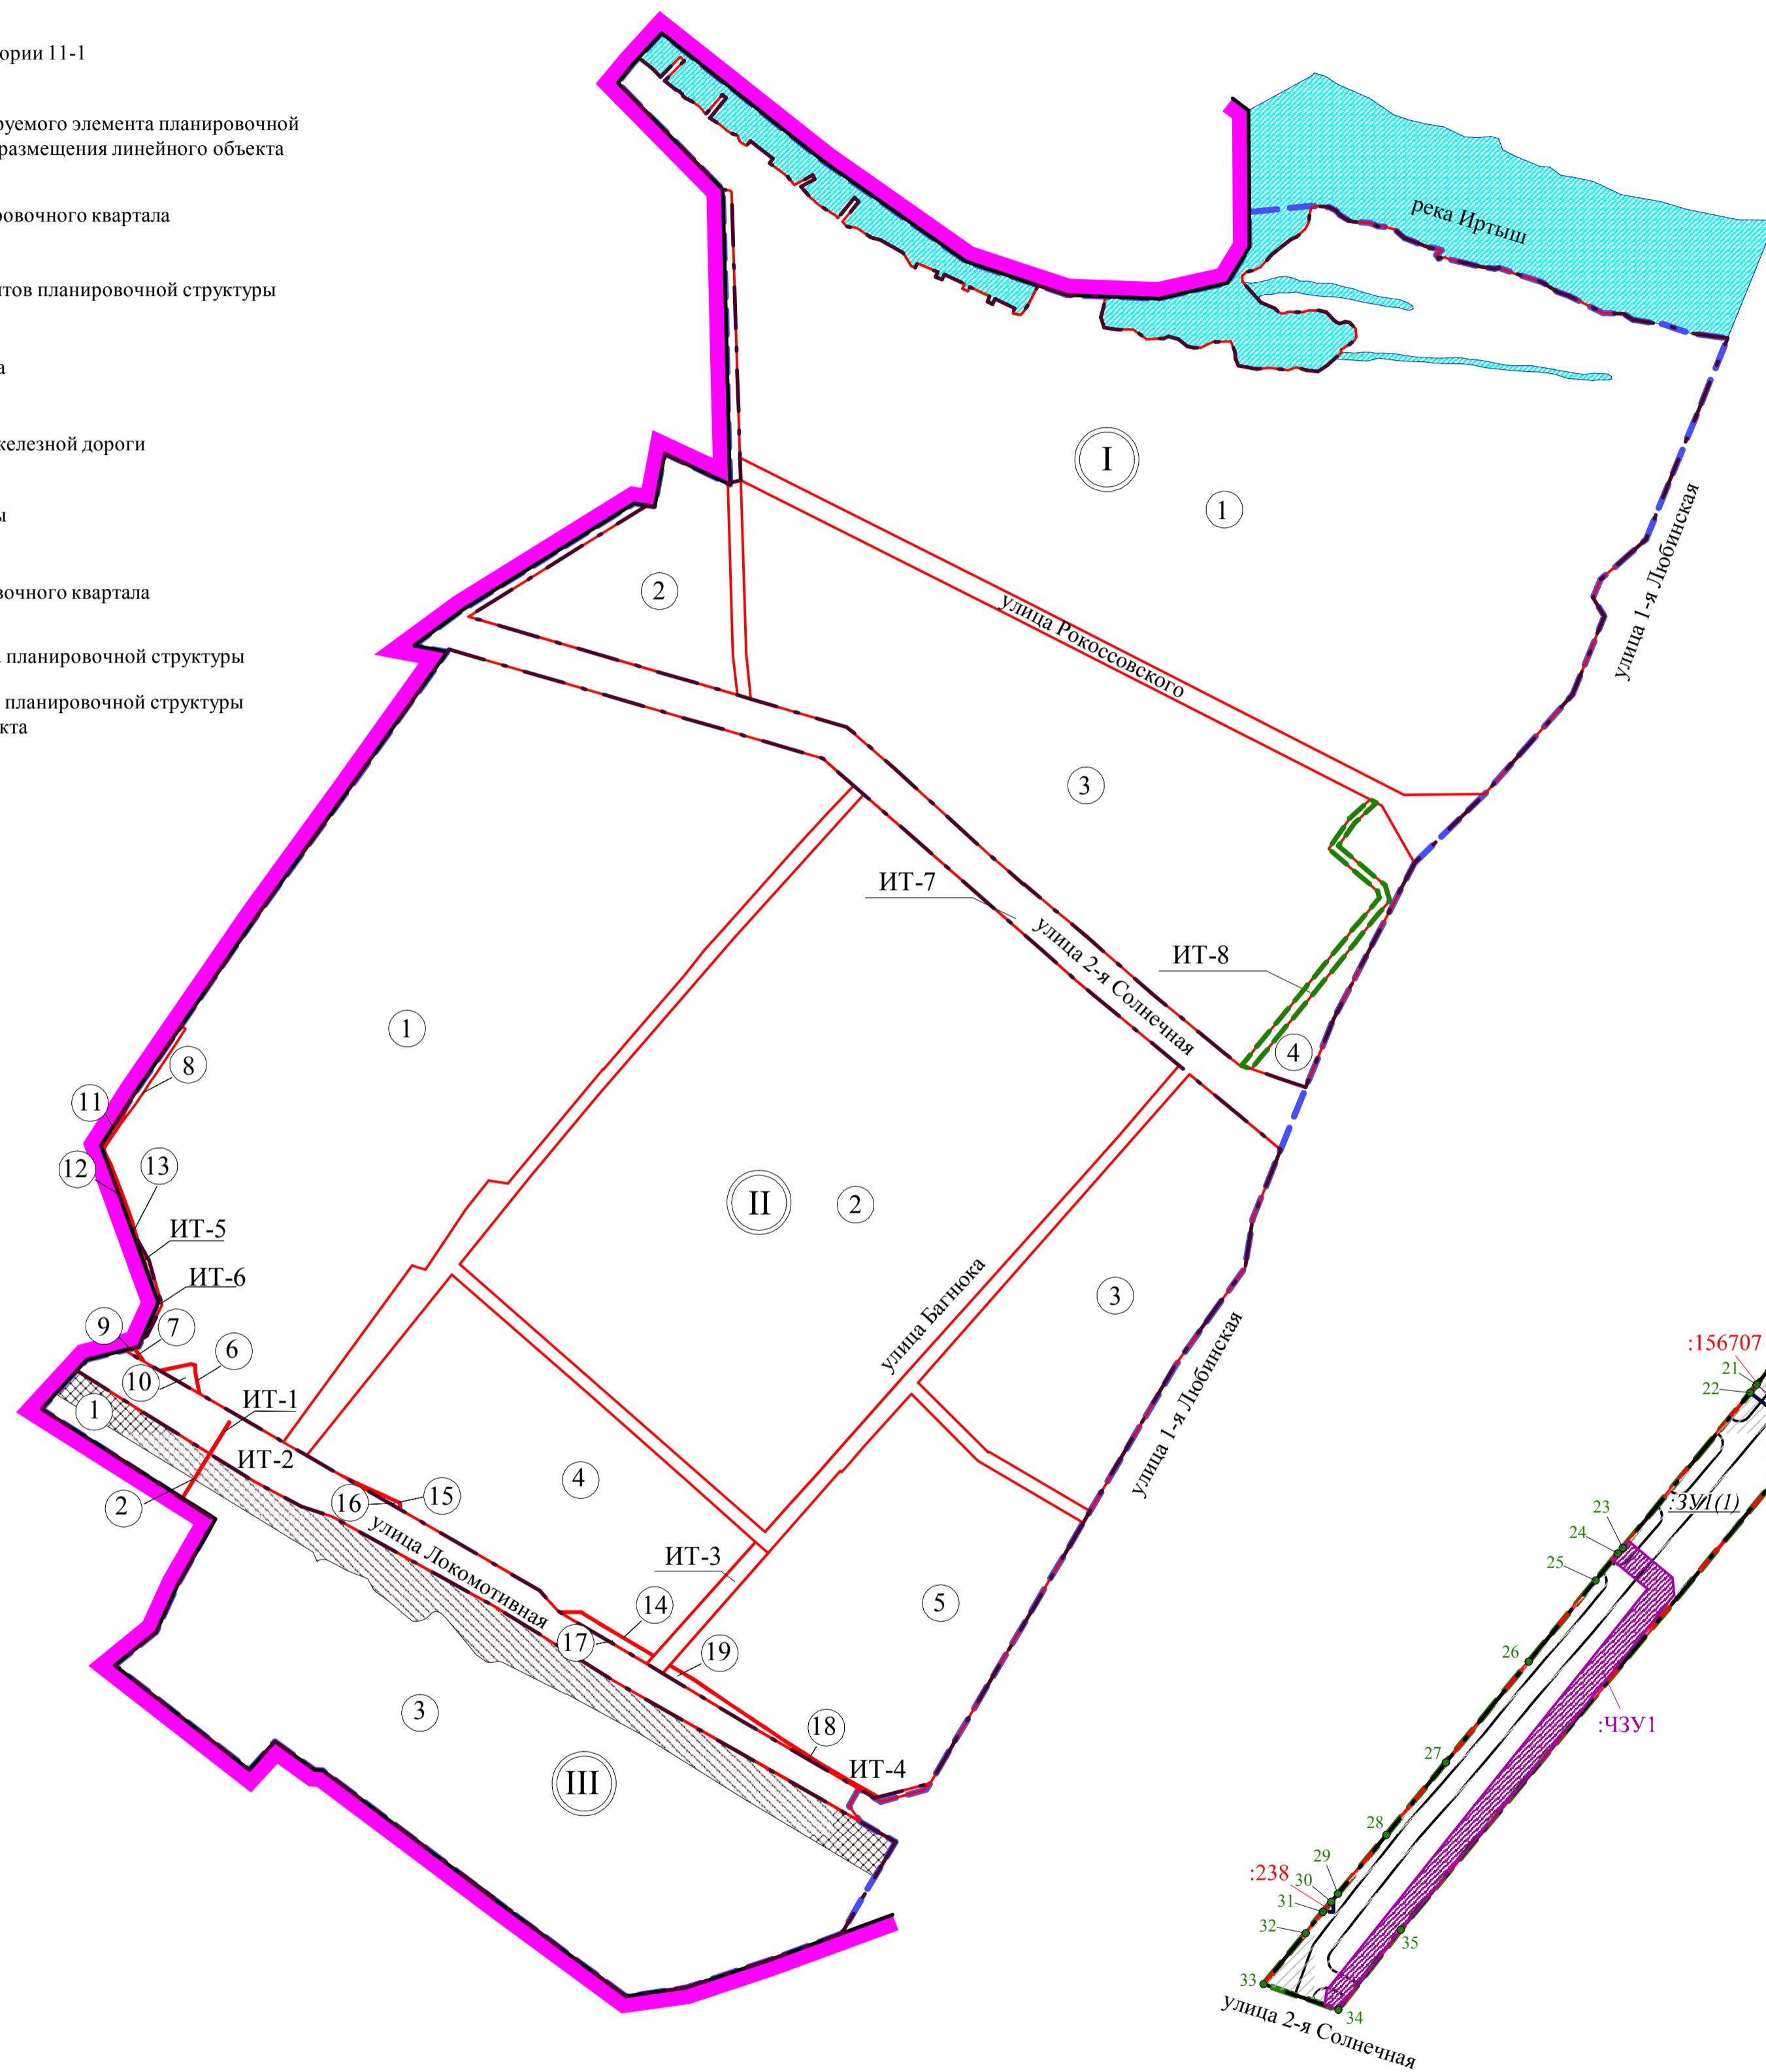 ории 11-1
руемого элемента планировочной
размещения линейного объекта
ровочного квартала
нтов планировочной структуры
а
железной дороги
ы
вочного квартала
планировочной структуры
планировочной структуры
кта
река Иртыш
I
1
улица 1-я Любинская
2
улица Рокоссовского
3
ИТ-7
улица 2-я Солнечная
ИТ-8
4
1
8
11
12
13
ИТ-5
ИТ-6
II
2
3
улица Багнюка
улица 1-я Любинская
9
7
6
10
1
ИТ-1
ИТ-2
2
16
15
4
улица Локомотивная
ИТ-3
14
17
19
5
18
ИТ-4
3
III
:156707
21
22
:ЗУ1(1)
23
24
25
26
:ЧЗУ1
27
28
29
:238
30
31
32
35
33
34
улица 2-я Солнечная